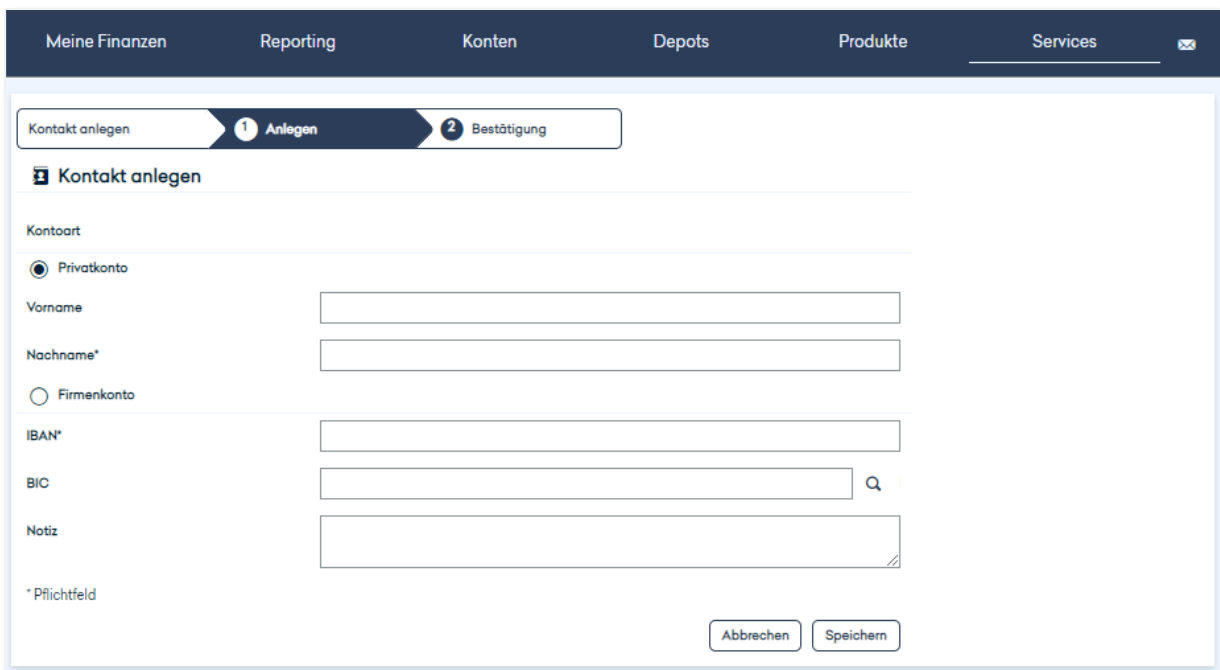 Meine Finanzen Reporting Konten Depots Produkte Services
Kontakt anlegen 1 Anlegen 2 Bestätigung
Kontakt anlegen
Kontoart
Privatkonto
Vorname
Nachname*
Firmenkonto
IBAN*
BIC
Notiz
* Pflichtfeld
Abbrechen Speichern